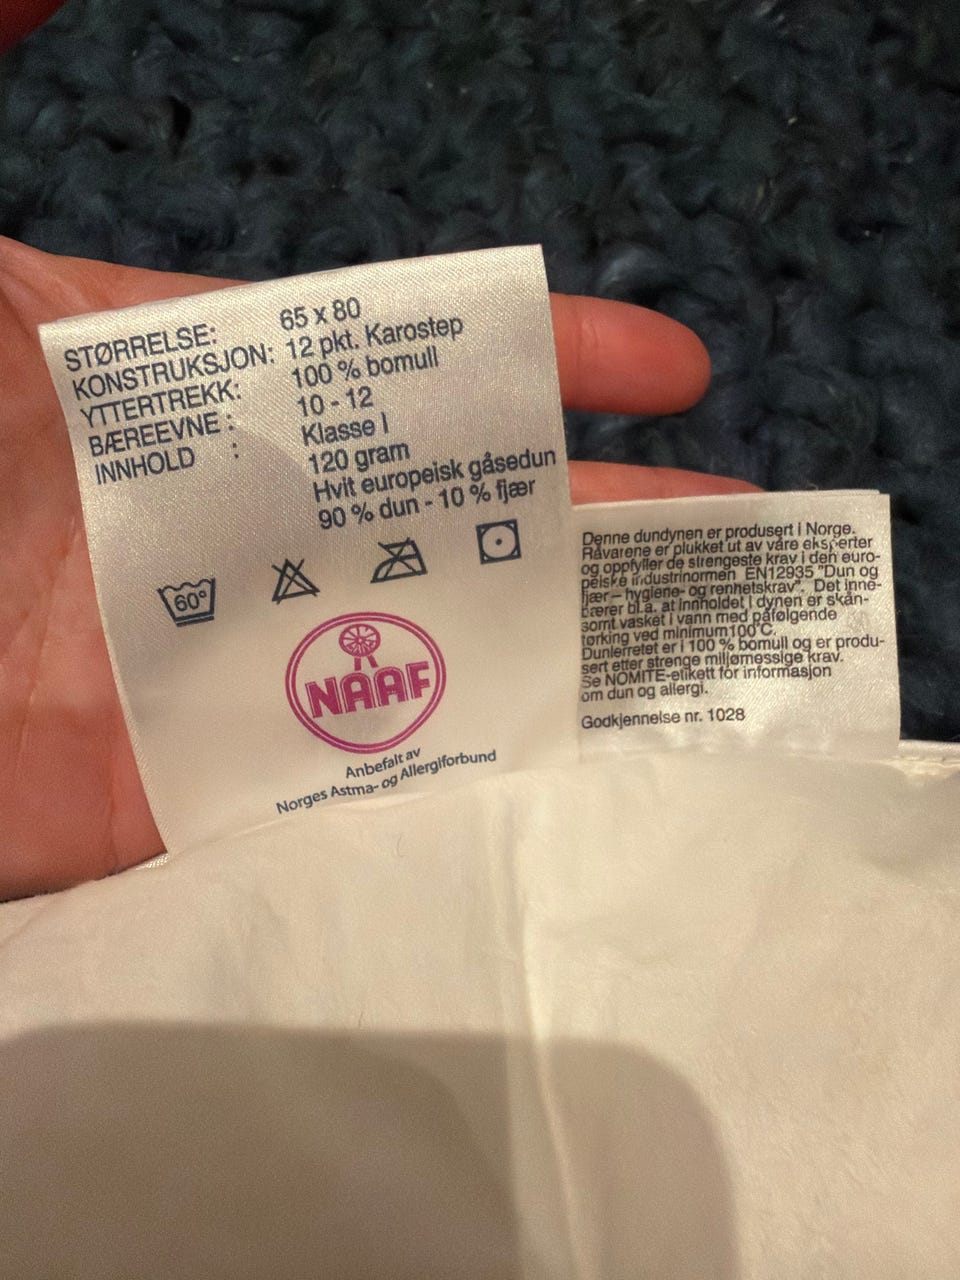 STØRRELSE: 65 x 80
KONSTRUKSJON: 12 pkt. Karostep
YTTERTREKK: 100 % bomull
BÆREEVNE : 10 - 12
INNHOLD : Klasse I
120 gram
Hvit europeisk gåsedun
90 % dun - 10 % fjær
60°
NAAF
Anbefalt av
Norges Astma- og Allergiforbund
Denne dundynen er produsert i Norge.
Råvarene er plukket ut av våre eksperter
og oppfyller de strengeste krav i den euro-
peiske industrinormen EN12935 "Dun og
fjær – hygiene- og renhetskrav". Det inne-
bærer bl.a. at innholdet i dynen er skån-
somt vasket i vann med påfølgende
tørking ved minimum100°C.
Dunlerretet er i 100 % bomull og er produ-
sert etter strenge miljømessige krav.
Se NOMITE-etikett for informasjon
om dun og allergi.
Godkjennelse nr. 1028